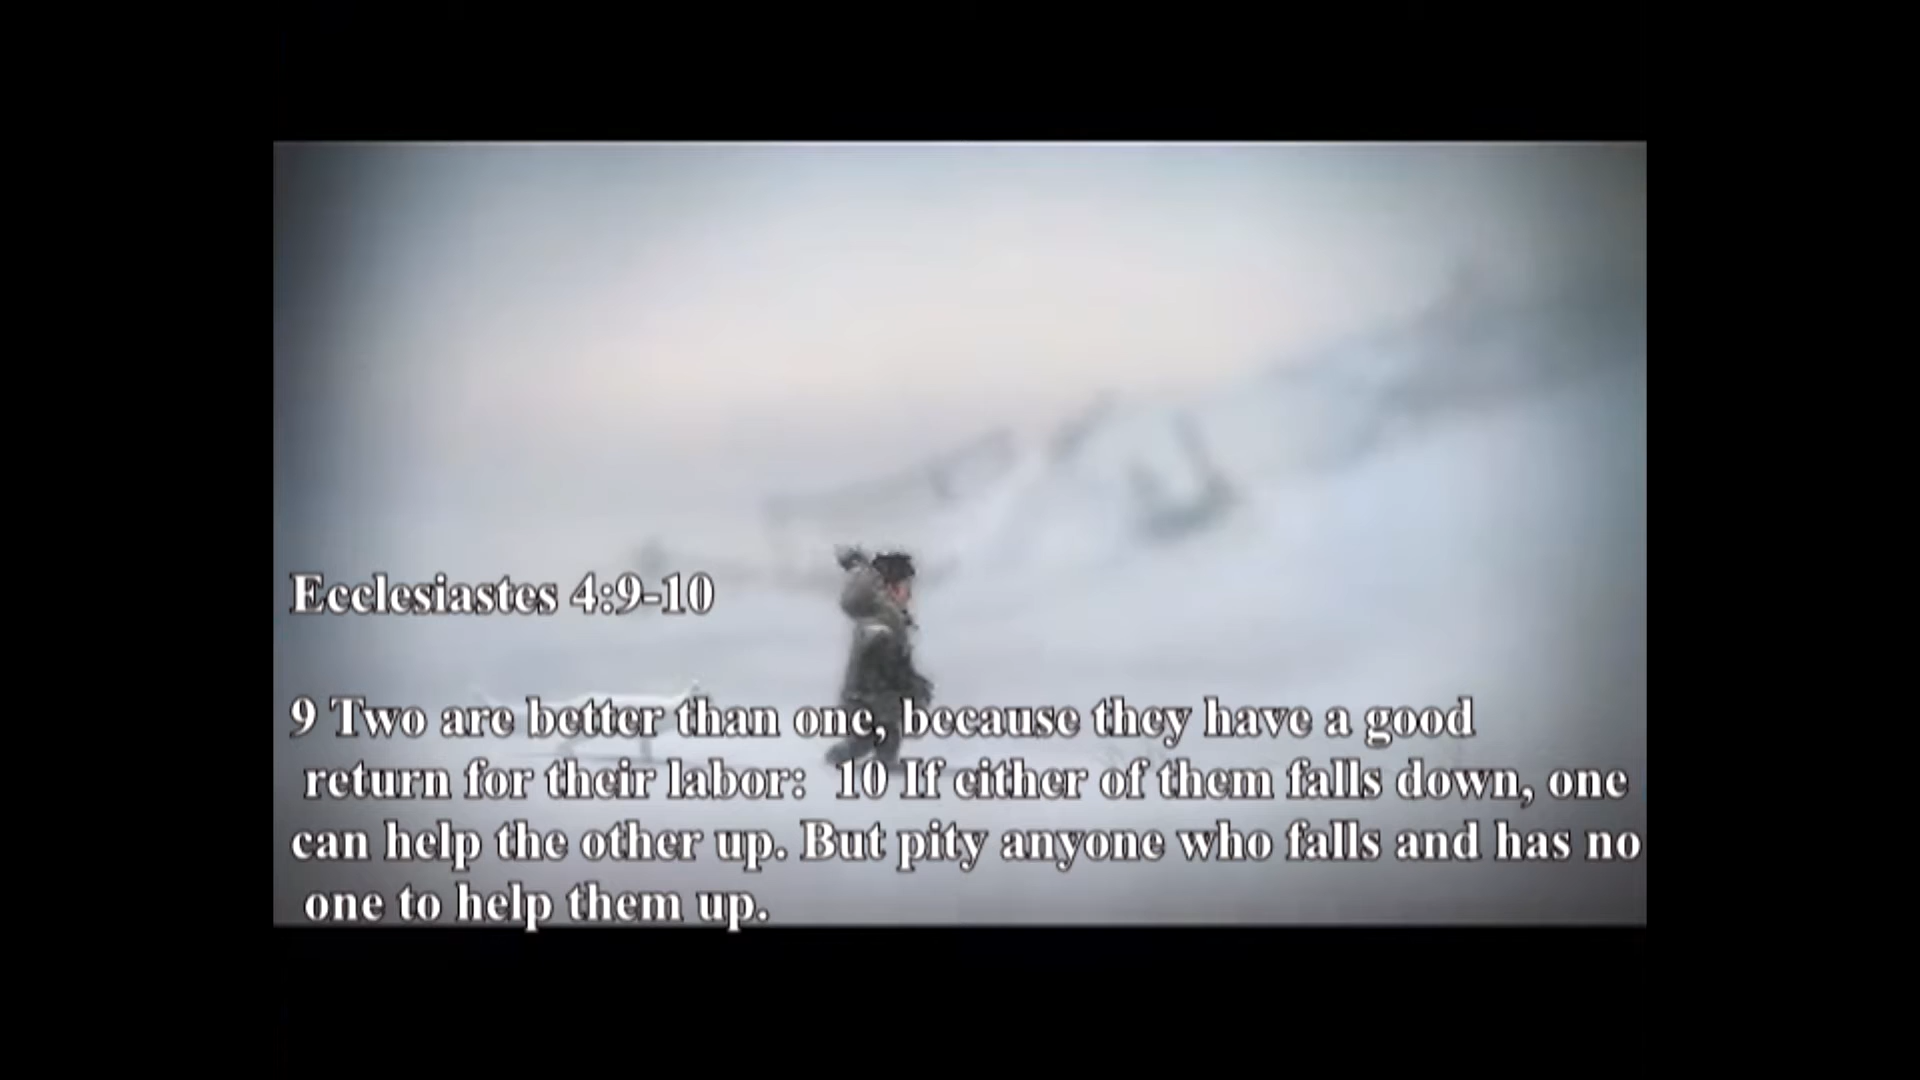 Ecclesiastes 4:9-10
9 Two are better than one, because they have a good
return for their labor: 10 If either of them falls down, one
can help the other up. But pity anyone who falls and has no
one to help them up.